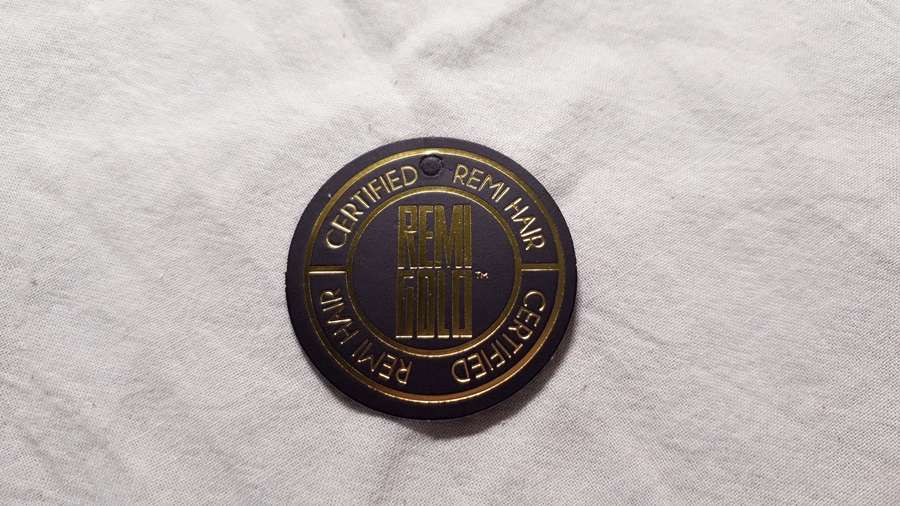 CERTIFIED REMI HAIR
REMI
GOLD™
CERTIFIED REMI HAIR